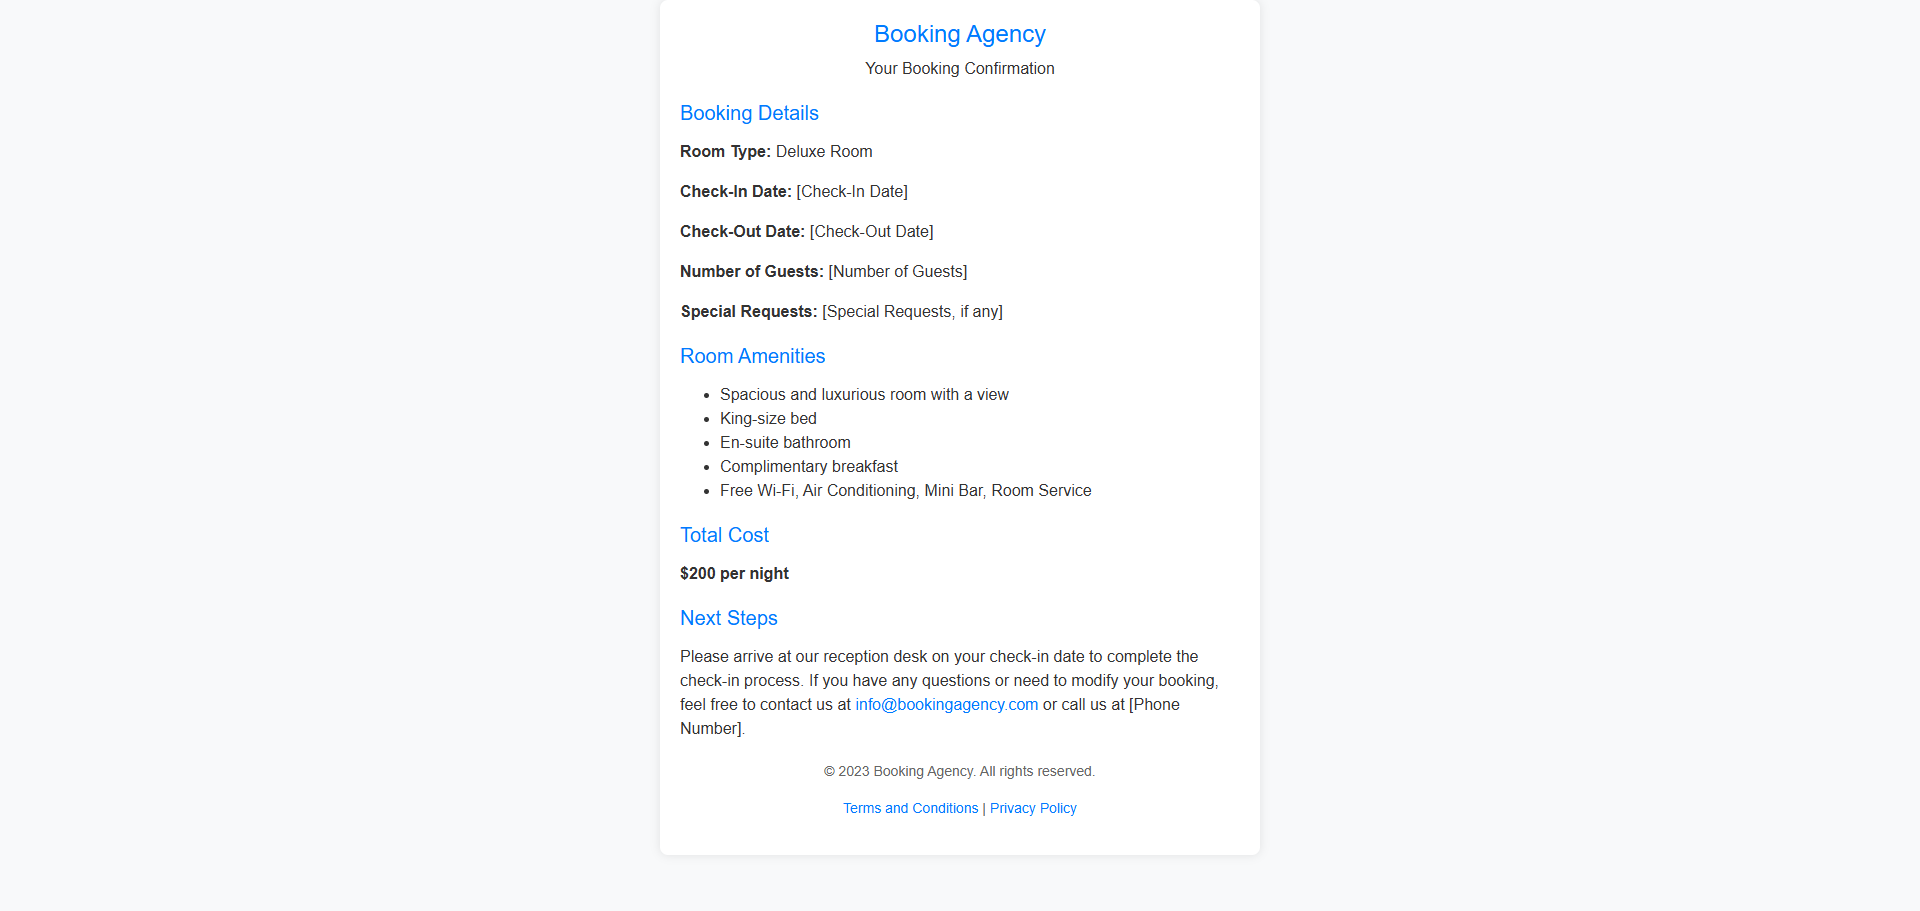 Booking Agency
Your Booking Confirmation
Booking Details
Room Type: Deluxe Room
Check-In Date: [Check-In Date]
Check-Out Date: [Check-Out Date]
Number of Guests: [Number of Guests]
Special Requests: [Special Requests, if any]
Room Amenities
• Spacious and luxurious room with a view
• King-size bed
• En-suite bathroom
• Complimentary breakfast
• Free Wi-Fi, Air Conditioning, Mini Bar, Room Service
Total Cost
$200 per night
Next Steps
Please arrive at our reception desk on your check-in date to complete the
check-in process. If you have any questions or need to modify your booking,
feel free to contact us at info@bookingagency.com or call us at [Phone
Number].
© 2023 Booking Agency. All rights reserved.
Terms and Conditions | Privacy Policy